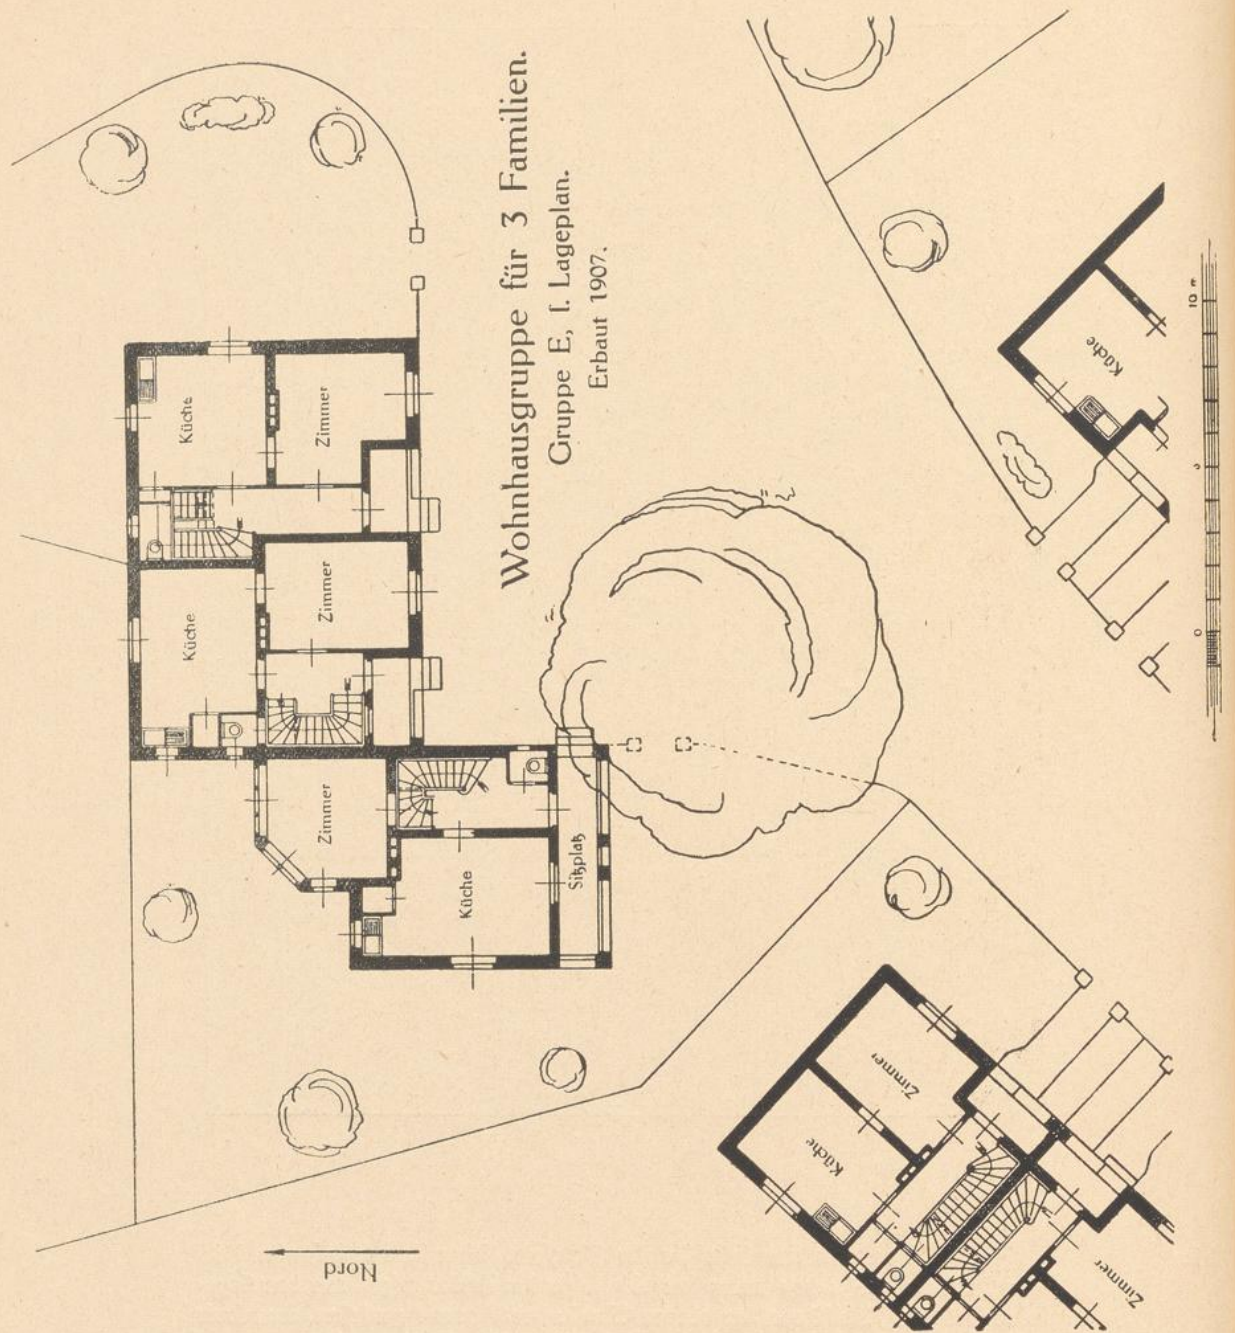 Wohnhausgruppe für 3 Familien.
Gruppe E, I. Lageplan.
Erbaut 1907.
Küche
Zimmer
Küche
Zimmer
Zimmer
Küche
Sitzplatz
Nord
Küche
Zimmer
Zimmer
Küche
0
5
10 m